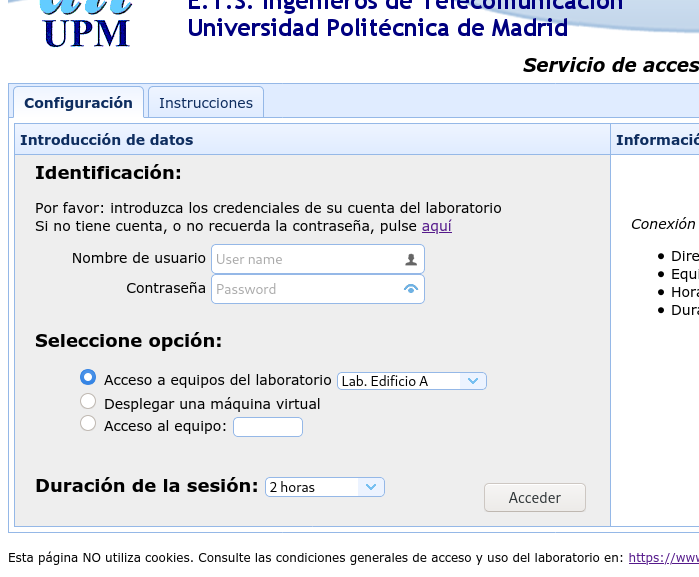 E.T.S. Ingenieros de Telecomunicación
UPM
Universidad Politécnica de Madrid
Servicio de acces
Configuración
Instrucciones
Introducción de datos
Informació
Identificación:
Por favor: introduzca los credenciales de su cuenta del laboratorio
Si no tiene cuenta, o no recuerda la contraseña, pulse aquí
Nombre de usuario User name
Contraseña Password
Seleccione opción:
Acceso a equipos del laboratorio Lab. Edificio A
Desplegar una máquina virtual
Acceso al equipo:
Duración de la sesión: 2 horas
Acceder
Conexión
Dire
Equi
Hora
Dura
Esta página NO utiliza cookies. Consulte las condiciones generales de acceso y uso del laboratorio en: https://www